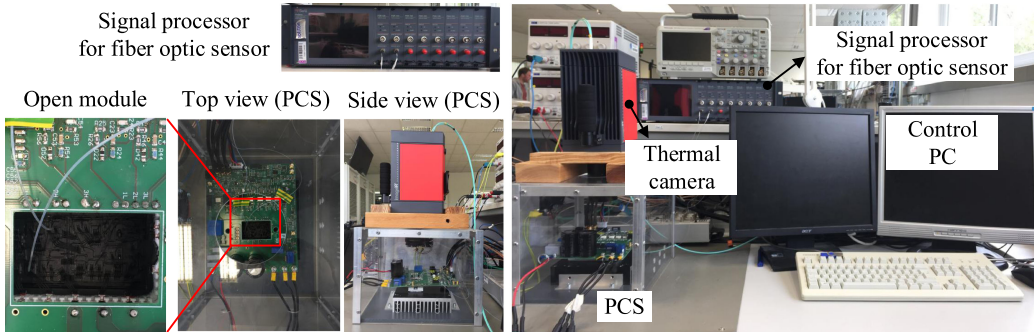 Signal processor
for fiber optic sensor
Open module
Top view (PCS)
Side view (PCS)
Signal processor
for fiber optic sensor
Thermal
camera
Control
PC
PCS
acer